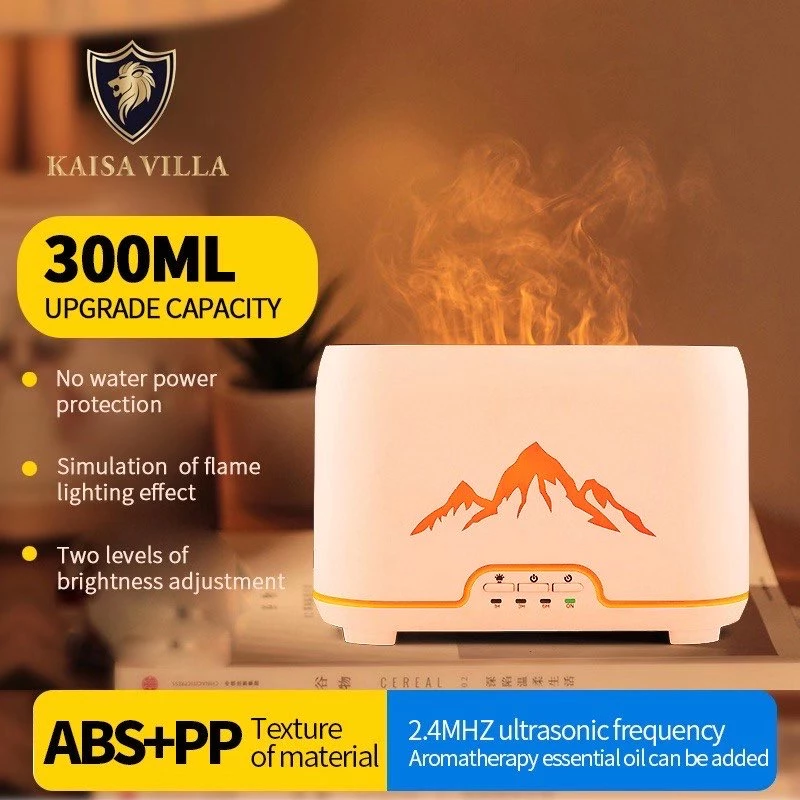 KAISA VILLA
300ML
UPGRADE CAPACITY
No water power
protection
Simulation of flame
lighting effect
Two levels of
brightness adjustment
ON
CEREAL
ABS+PP
Texture
of material
2.4MHZ ultrasonic frequency
Aromatherapy essential oil can be added